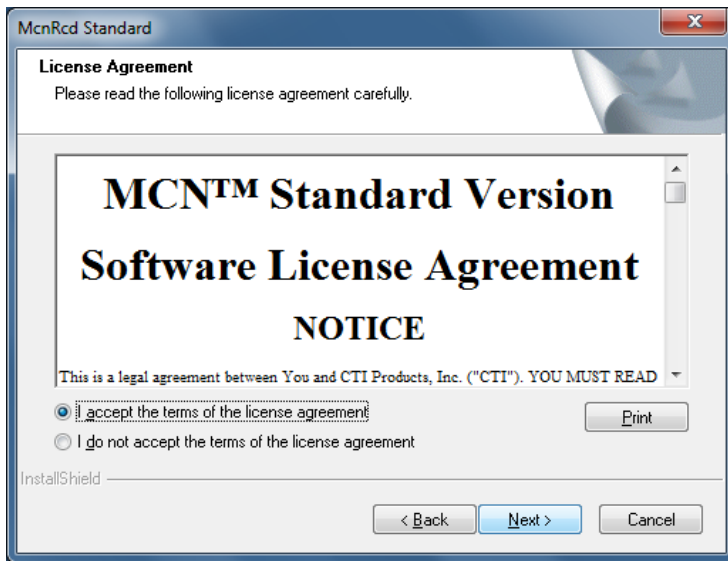 McnRcd Standard
License Agreement
Please read the following license agreement carefully.
MCN™ Standard Version
Software License Agreement
NOTICE
This is a legal agreement between You and CTI Products, Inc. ("CTI"). YOU MUST READ
I accept the terms of the license agreement
Print
I do not accept the terms of the license agreement
InstallShield
< Back
Next >
Cancel